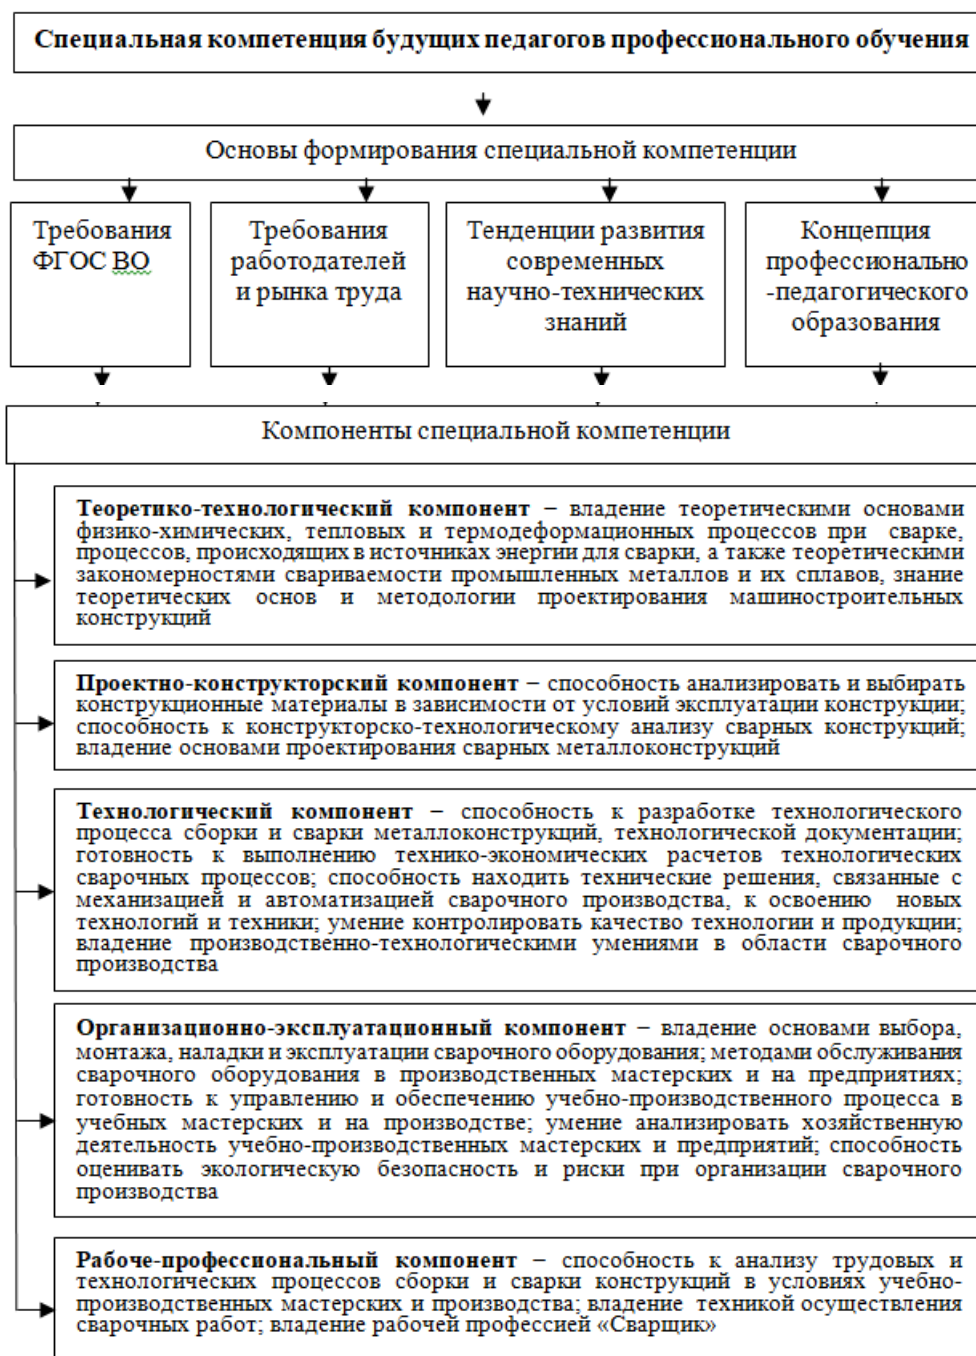 Специальная компетенция будущих педагогов профессионального обучения
Основы формирования специальной компетенции
Требования
ФГОС ВО
Требования
работодателей
и рынка труда
Тенденции развития
современных
научно-технических
знаний
Концепция
профессионально
-педагогического
образования
Компоненты специальной компетенции
Теоретико-технологический компонент – владение теоретическими основами
физико-химических, тепловых и термодеформационных процессов при сварке,
процессов, происходящих в источниках энергии для сварки, а также теоретическими
закономерностями свариваемости промышленных металлов и их сплавов, знание
теоретических основ и методологии проектирования машиностроительных
конструкций
Проектно-конструкторский компонент – способность анализировать и выбирать
конструкционные материалы в зависимости от условий эксплуатации конструкции;
способность к конструкторско-технологическому анализу сварных конструкций;
владение основами проектирования сварных металлоконструкций
Технологический компонент – способность к разработке технологического
процесса сборки и сварки металлоконструкций, технологической документации;
готовность к выполнению технико-экономических расчетов технологических
сварочных процессов; способность находить технические решения, связанные с
механизацией и автоматизацией сварочного производства, к освоению новых
технологий и техники; умение контролировать качество технологии и продукции;
владение производственно-технологическими умениями в области сварочного
производства
Организационно-эксплуатационный компонент – владение основами выбора,
монтажа, наладки и эксплуатации сварочного оборудования; методами обслуживания
сварочного оборудования в производственных мастерских и на предприятиях;
готовность к управлению и обеспечению учебно-производственного процесса в
учебных мастерских и на производстве; умение анализировать хозяйственную
деятельность учебно-производственных мастерских и предприятий; способность
оценивать экологическую безопасность и риски при организации сварочного
производства
Рабоче-профессиональный компонент – способность к анализу трудовых и
технологических процессов сборки и сварки конструкций в условиях учебно-
производственных мастерских и производства; владение техникой осуществления
сварочных работ; владение рабочей профессией «Сварщик»